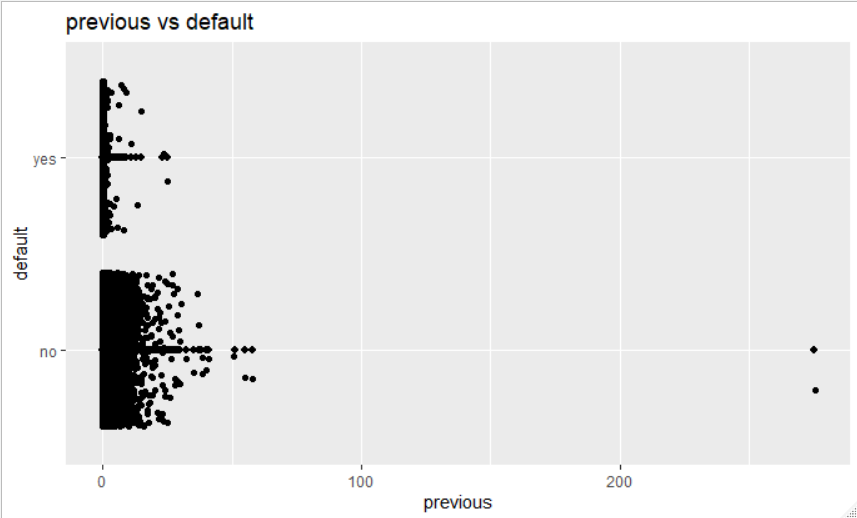 previous vs default
yes
default
no
0
100
200
previous